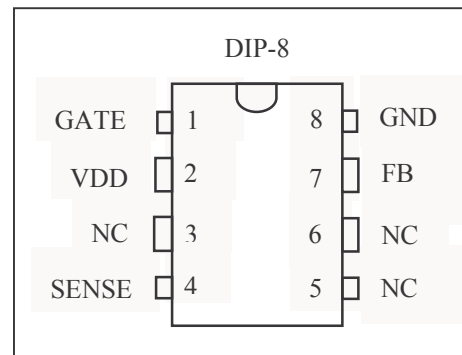 DIP-8
GATE 1 8 GND
VDD 2 7 FB
NC 3 6 NC
SENSE 4 5 NC